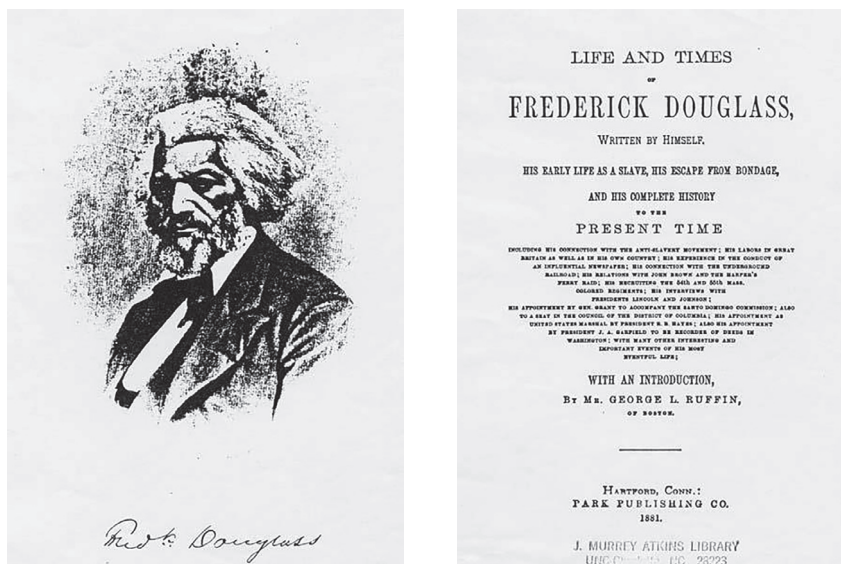 Fredk Douglass
LIFE AND TIMES
OF
FREDERICK DOUGLASS,
WRITTEN BY HIMSELF.
HIS EARLY LIFE AS A SLAVE, HIS ESCAPE FROM BONDAGE,
AND HIS COMPLETE HISTORY
TO THE
PRESENT TIME
INCLUDING HIS CONNECTION WITH THE ANTI-SLAVERY MOVEMENT; HIS LABORS IN GREAT
BRITAIN AS WELL AS IN HIS OWN COUNTRY; HIS EXPERIENCE IN THE CONDUCT OF
AN INFLUENTIAL NEWSPAPER; HIS CONNECTION WITH THE UNDERGROUND
RAILROAD; HIS RELATIONS WITH JOHN BROWN AND THE HARPER'S
FERRY RAID; HIS RECRUITING THE 54th AND 55th MASS.
COLORED REGIMENTS; HIS INTERVIEWS WITH
PRESIDENTS LINCOLN AND JOHNSON;
HIS APPOINTMENT BY GEN. GRANT TO ACCOMPANY THE SANTO DOMINGO COMMISSION; ALSO
TO A SEAT IN THE COUNCIL OF THE DISTRICT OF COLUMBIA; HIS APPOINTMENT AS
UNITED STATES MARSHAL BY PRESIDENT R. B. HAYES; ALSO HIS APPOINTMENT
BY PRESIDENT J. A. GARFIELD TO BE RECORDER OF DEEDS IN
WASHINGTON; WITH MANY OTHER INTERESTING AND
IMPORTANT EVENTS OF HIS MOST
EVENTFUL LIFE;
WITH AN INTRODUCTION,
BY MR. GEORGE L. RUFFIN,
OF BOSTON.
HARTFORD, CONN.:
PARK PUBLISHING CO.
1881.
J. MURREY ATKINS LIBRARY